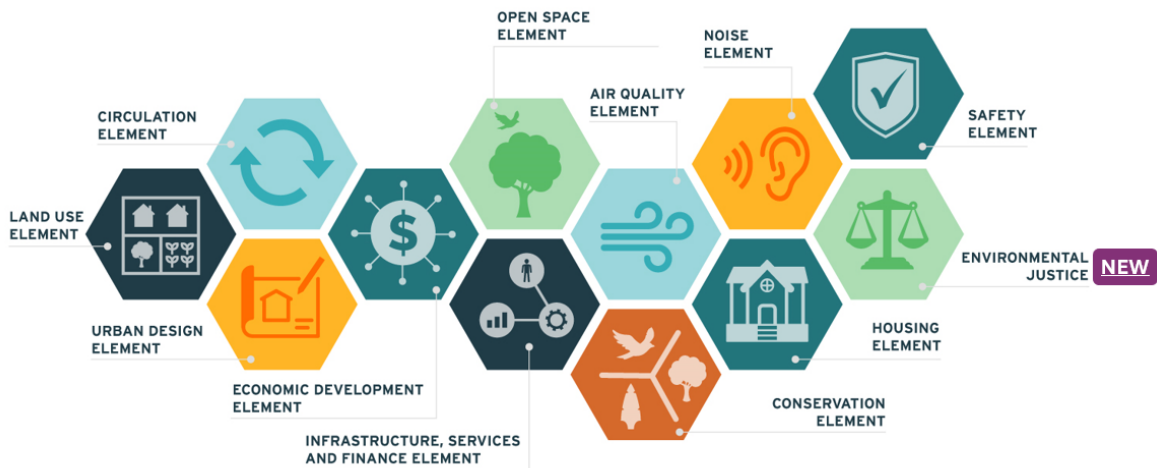 OPEN SPACE
ELEMENT
NOISE
ELEMENT
AIR QUALITY
ELEMENT
CIRCULATION
ELEMENT
SAFETY
ELEMENT
LAND USE
ELEMENT
$
ENVIRONMENTAL
JUSTICE
NEW
URBAN DESIGN
ELEMENT
HOUSING
ELEMENT
ECONOMIC DEVELOPMENT
ELEMENT
CONSERVATION
ELEMENT
INFRASTRUCTURE, SERVICES
AND FINANCE ELEMENT